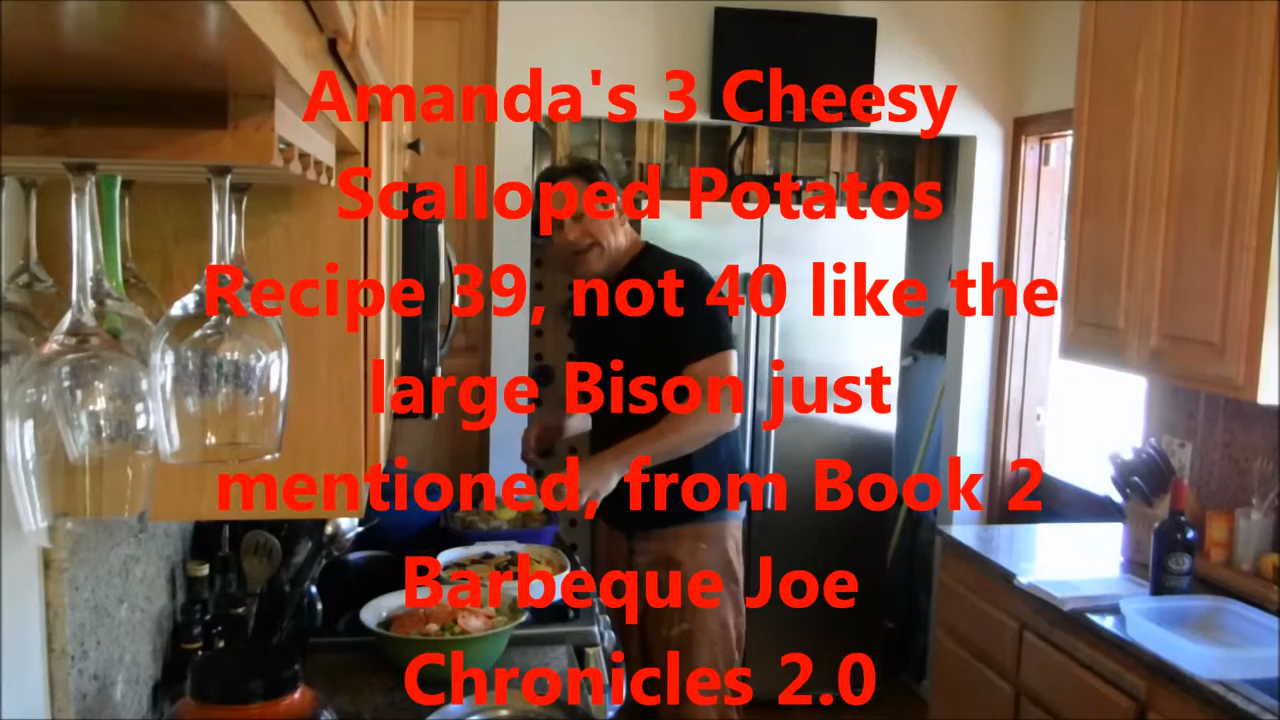 Amanda's 3 Cheesy
Scalloped Potatos
Recipe 39, not 40 like the
large Bison just
mentioned, from Book 2
Barbeque Joe
Chronicles 2.0